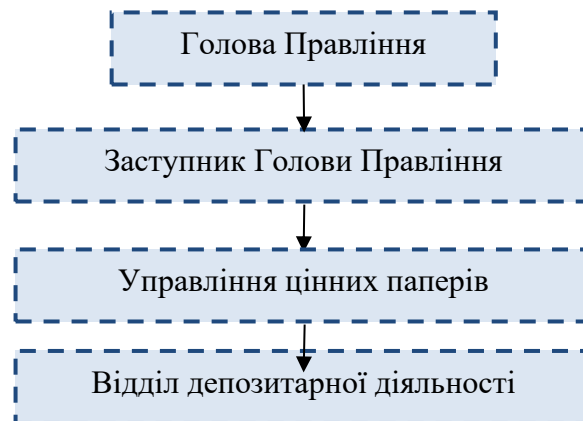 Голова Правління
Заступник Голови Правління
Управління цінних паперів
Відділ депозитарної діяльності